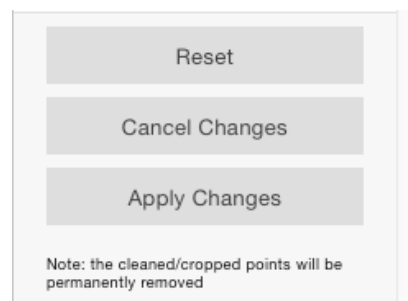 Reset
Cancel Changes
Apply Changes
Note: the cleaned/cropped points will be
permanently removed